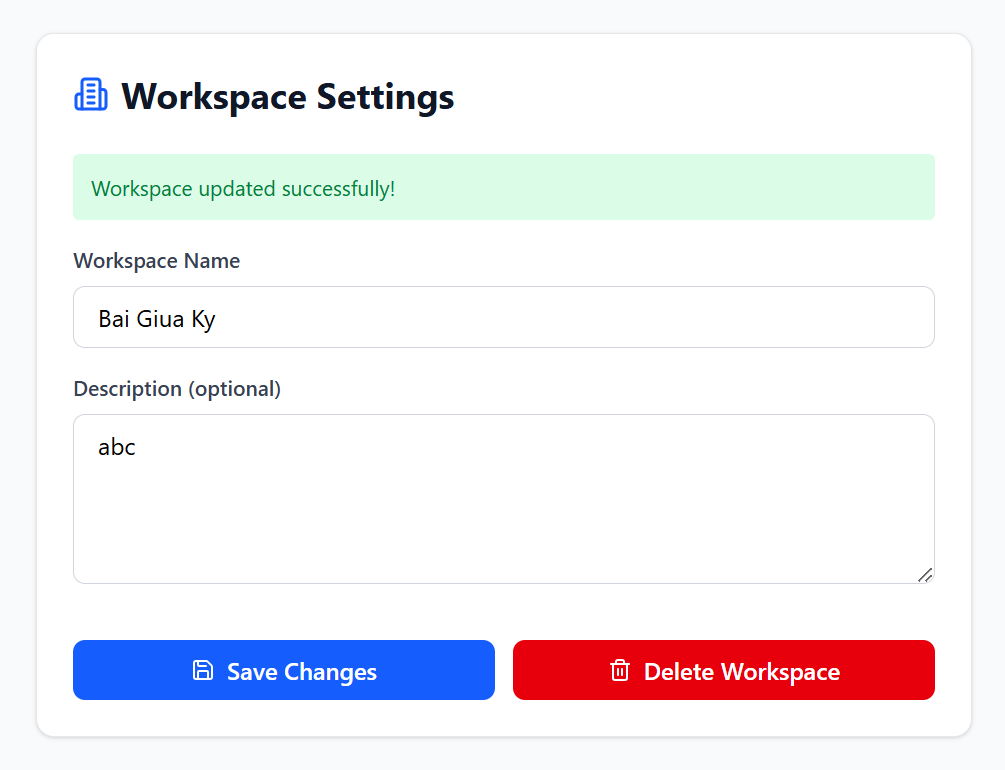 Workspace Settings
Workspace updated successfully!
Workspace Name
Bai Giua Ky
Description (optional)
abc
Save Changes
Delete Workspace